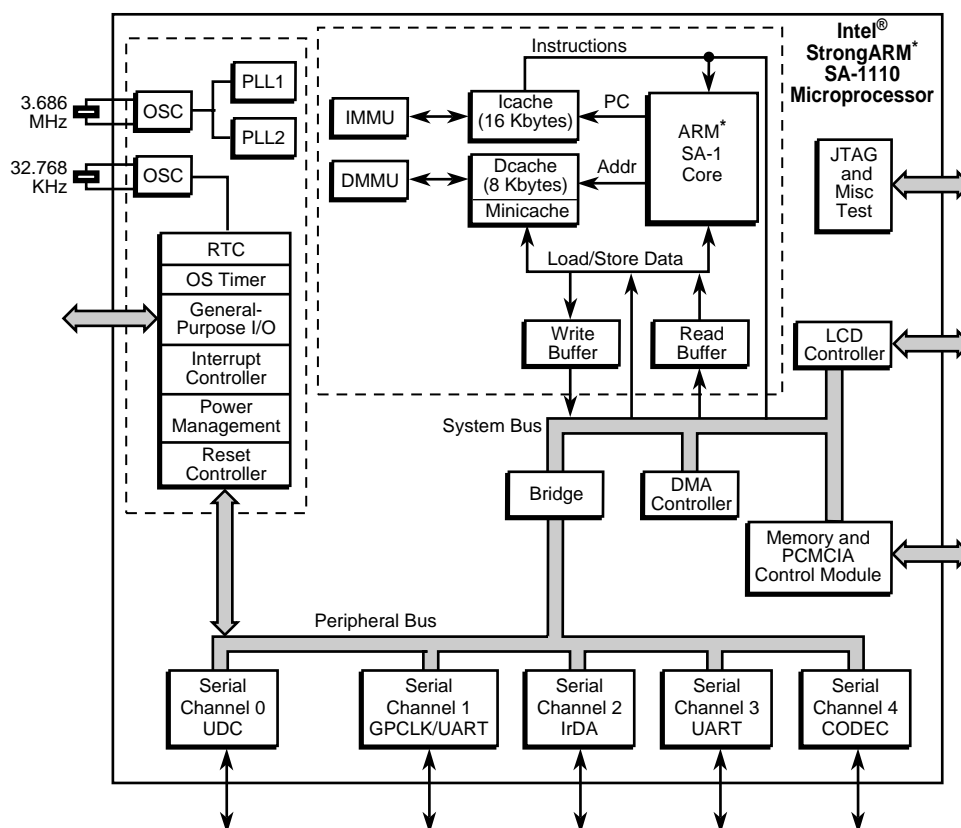 Intel®
StrongARM*
SA-1110
Microprocessor
3.686
MHz
OSC
PLL1
PLL2
32.768
KHz
OSC
RTC
OS Timer
General-
Purpose I/O
Interrupt
Controller
Power
Management
Reset
Controller
Instructions
IMMU
Icache
(16 Kbytes)
PC
ARM*
SA-1
Core
DMMU
Dcache
(8 Kbytes)
Minicache
Addr
Load/Store Data
Write
Buffer
Read
Buffer
JTAG
and
Misc
Test
LCD
Controller
System Bus
Bridge
DMA
Controller
Memory and
PCMCIA
Control Module
Peripheral Bus
Serial
Channel 0
UDC
Serial
Channel 1
GPCLK/UART
Serial
Channel 2
IrDA
Serial
Channel 3
UART
Serial
Channel 4
CODEC